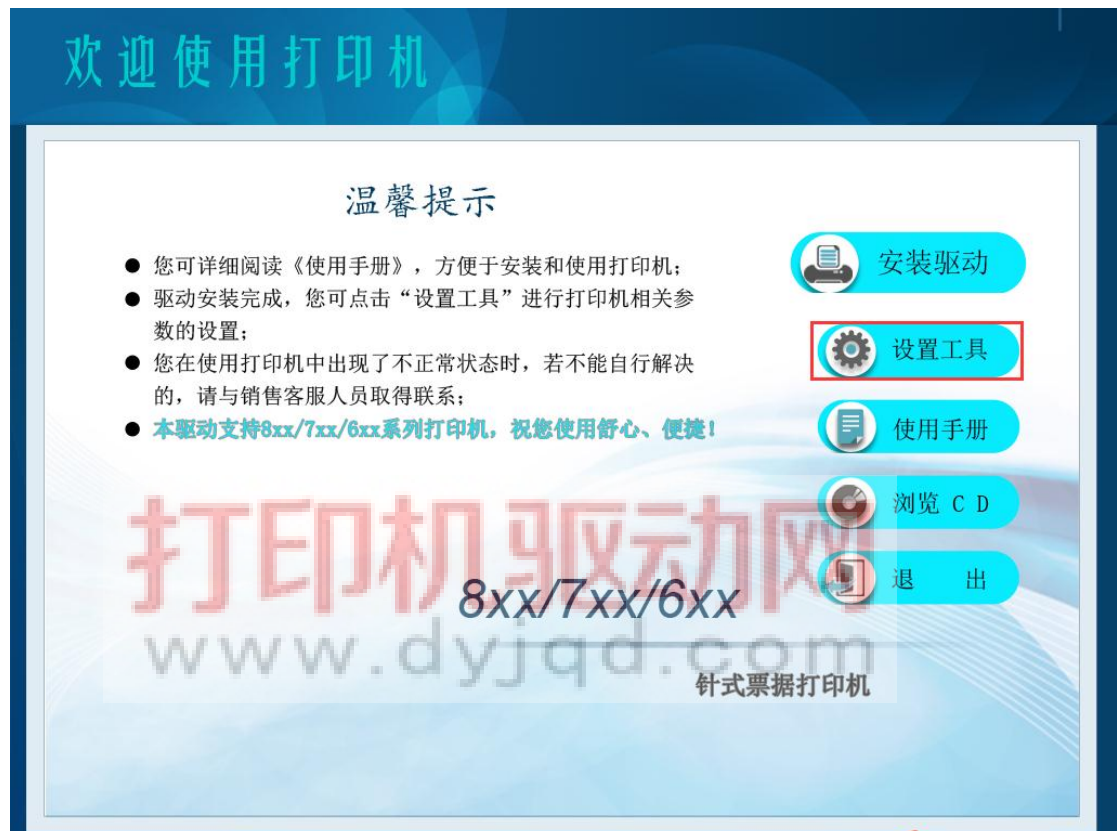 欢迎使用打印机
温馨提示
● 您可详细阅读《使用手册》，方便于安装和使用打印机；
● 驱动安装完成，您可点击“设置工具”进行打印机相关参
数的设置；
● 您在使用打印机中出现了不正常状态时，若不能自行解决
的，请与销售客服人员取得联系；
● 本驱动支持8xx/7xx/6xx系列打印机，祝您使用舒心、便捷！
安装驱动
设置工具
使用手册
浏览 C D
退 出
打印机驱动网
8xx/7xx/6xx
www.dyjqd.com
针式票据打印机